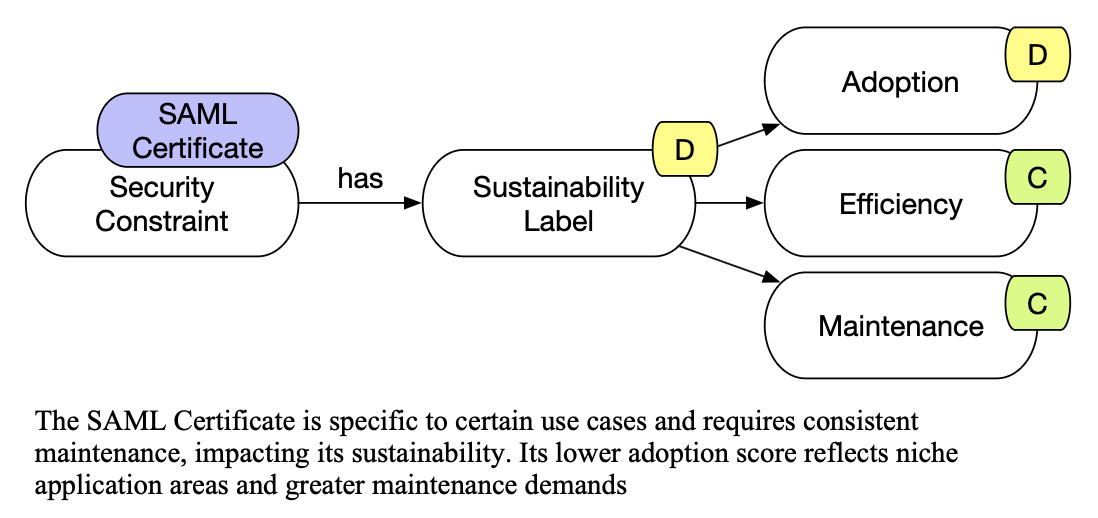 SAML
Certificate
Security
Constraint
has
Sustainability
Label
D
Adoption
D
Efficiency
C
Maintenance
C
The SAML Certificate is specific to certain use cases and requires consistent
maintenance, impacting its sustainability. Its lower adoption score reflects niche
application areas and greater maintenance demands